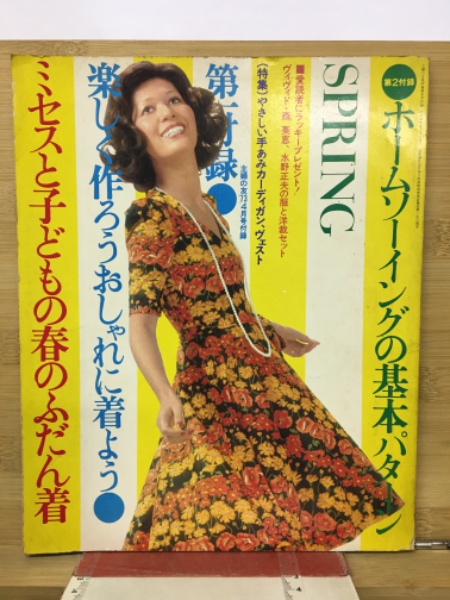 第2付録
ホームソーイングの基本パターン
SPRING
■愛読者にラッキープレゼント!
ヴィヴィド・森 英恵、水野正夫の服と洋裁セット
〈特集〉やさしい手あみカーディガン、ヴェスト
第一付録●
主婦の友73 4月号付録
楽しく作ろうおしゃれに着よう●
ミセスと子どもの春のふだん着